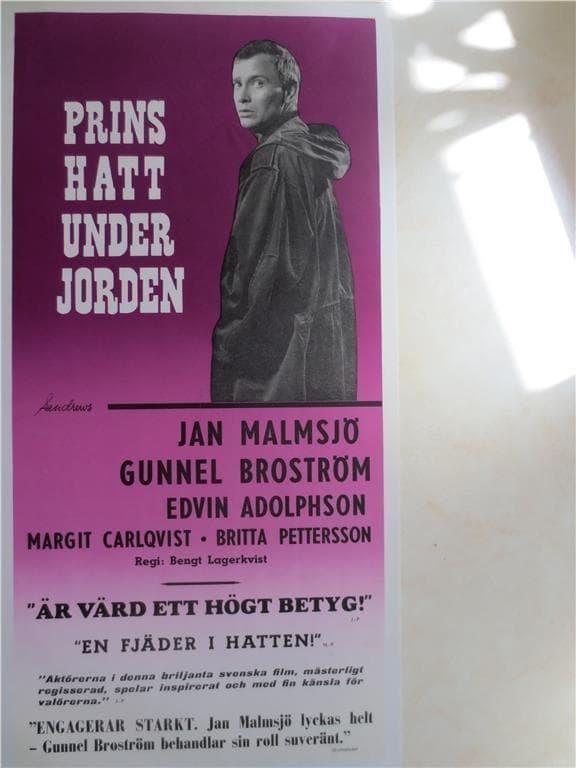 PRINS
HATT
UNDER
JORDEN
Sandrews
JAN MALMSJÖ
GUNNEL BROSTRÖM
EDVIN ADOLPHSON
MARGIT CARLQVIST • BRITTA PETTERSSON
Regi: Bengt Lagerkvist
"ÄR VÄRD ETT HÖGT BETYG!"
"EN FJÄDER I HATTEN!"
"Aktörerna i denna briljanta svenska film, mästerligt
regisserad, spelar inspirerat och med fin känsla för
valörerna."
"ENGAGERAR STARKT. Jan Malmsjö lyckas helt
– Gunnel Broström behandlar sin roll suveränt."